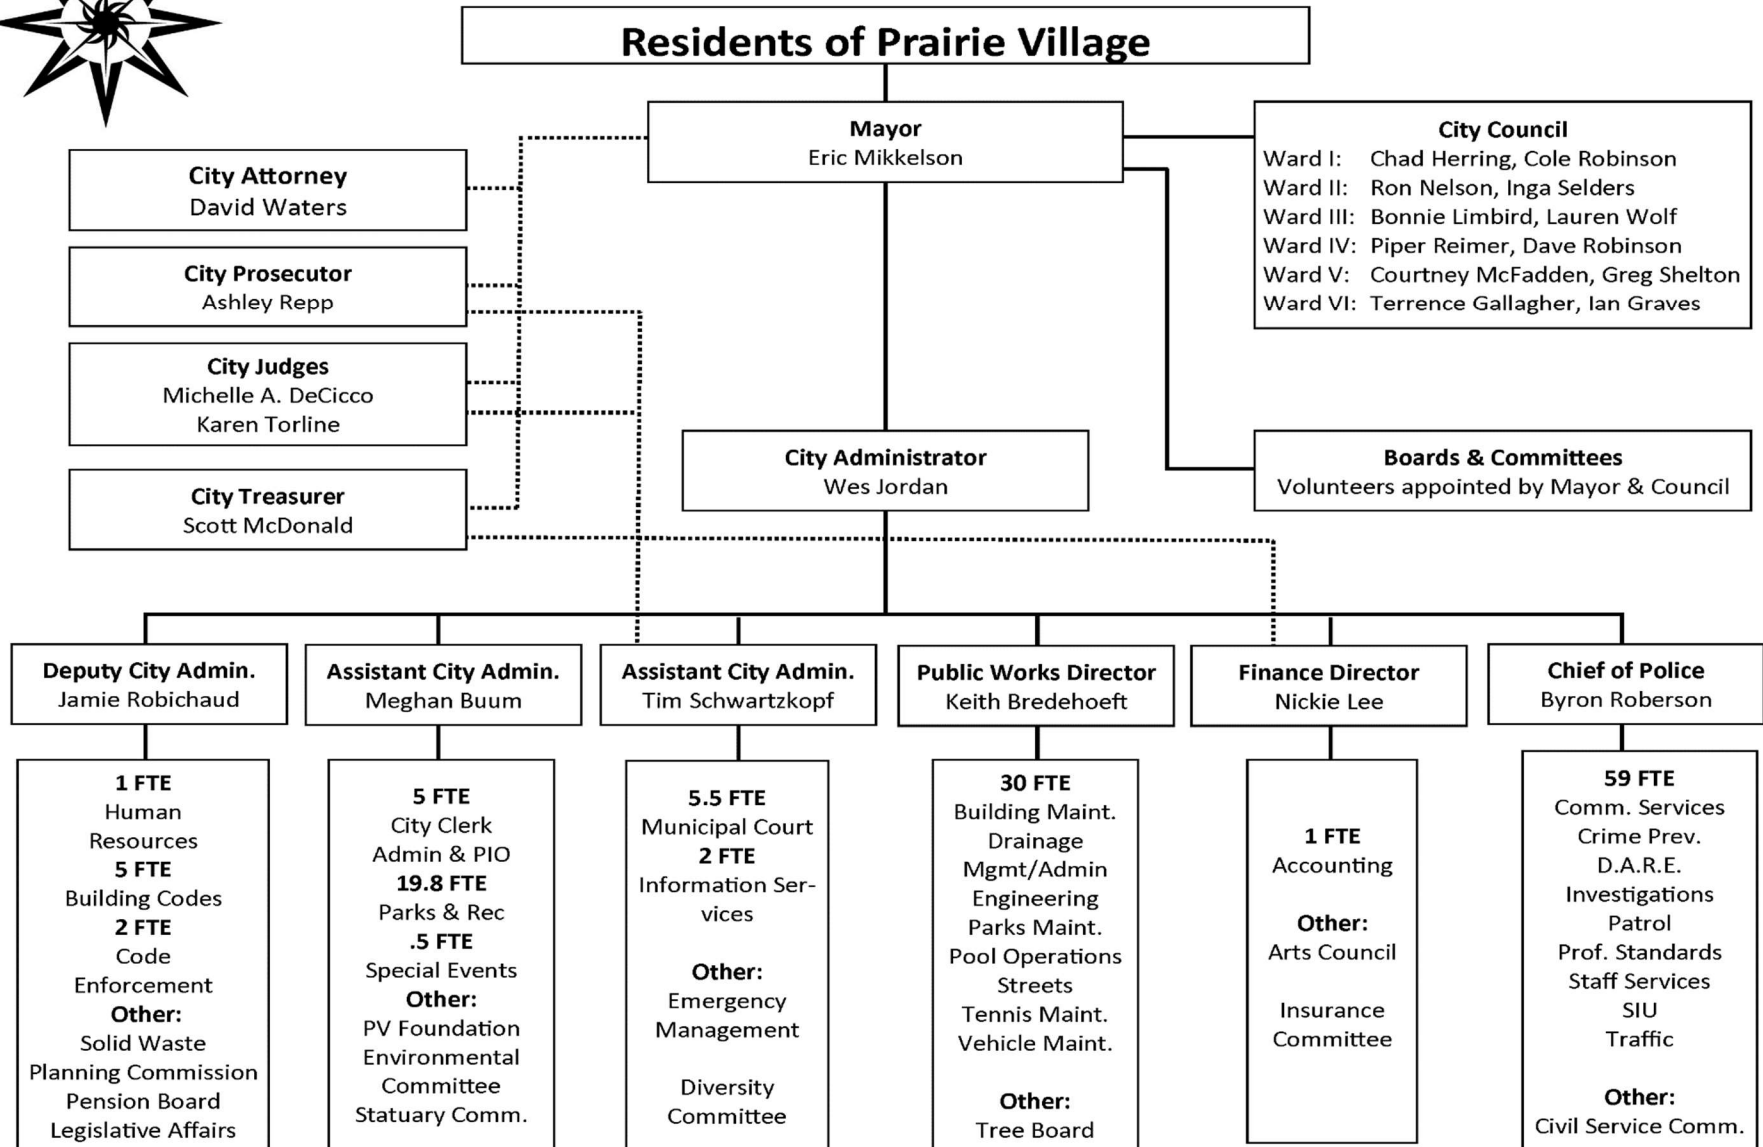 Residents of Prairie Village
Mayor
Eric Mikkelson
City Council
Ward I: Chad Herring, Cole Robinson
Ward II: Ron Nelson, Inga Selders
Ward III: Bonnie Limbird, Lauren Wolf
Ward IV: Piper Reimer, Dave Robinson
Ward V: Courtney McFadden, Greg Shelton
Ward VI: Terrence Gallagher, Ian Graves
City Attorney
David Waters
City Prosecutor
Ashley Repp
City Judges
Michelle A. DeCicco
Karen Torline
City Treasurer
Scott McDonald
City Administrator
Wes Jordan
Boards & Committees
Volunteers appointed by Mayor & Council
Deputy City Admin.
Jamie Robichaud
Assistant City Admin.
Meghan Buum
Assistant City Admin.
Tim Schwartzkopf
Public Works Director
Keith Bredehoeft
Finance Director
Nickie Lee
Chief of Police
Byron Roberson
1 FTE
Human
Resources
5 FTE
Building Codes
2 FTE
Code
Enforcement
Other:
Solid Waste
Planning Commission
Pension Board
Legislative Affairs
5 FTE
City Clerk
Admin & PIO
19.8 FTE
Parks & Rec
.5 FTE
Special Events
Other:
PV Foundation
Environmental
Committee
Statuary Comm.
5.5 FTE
Municipal Court
2 FTE
Information Ser-
vices
Other:
Emergency
Management
Diversity
Committee
30 FTE
Building Maint.
Drainage
Mgmt/Admin
Engineering
Parks Maint.
Pool Operations
Streets
Tennis Maint.
Vehicle Maint.
Other:
Tree Board
1 FTE
Accounting
Other:
Arts Council
Insurance
Committee
59 FTE
Comm. Services
Crime Prev.
D.A.R.E.
Investigations
Patrol
Prof. Standards
Staff Services
SIU
Traffic
Other:
Civil Service Comm.